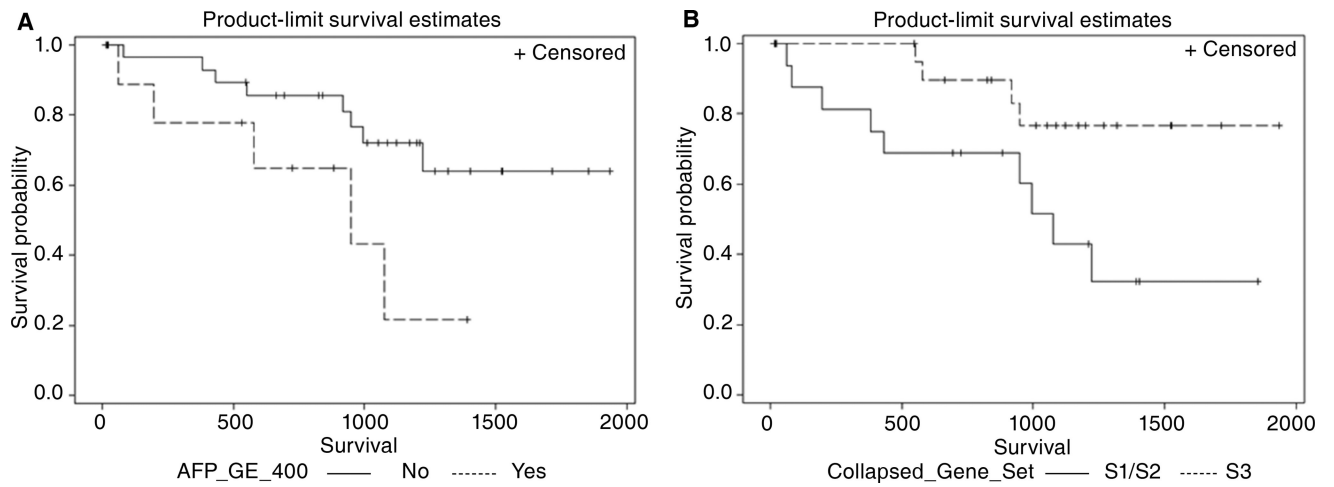 A
Product-limit survival estimates
+ Censored
1.0
0.8
0.6
0.4
0.2
0.0
Survival probability
0 500 1000 1500 2000
Survival
AFP_GE_400 No Yes
B
Product-limit survival estimates
+ Censored
1.0
0.8
0.6
0.4
0.2
0.0
Survival probability
0 500 1000 1500 2000
Survival
Collapsed_Gene_Set S1/S2 S3